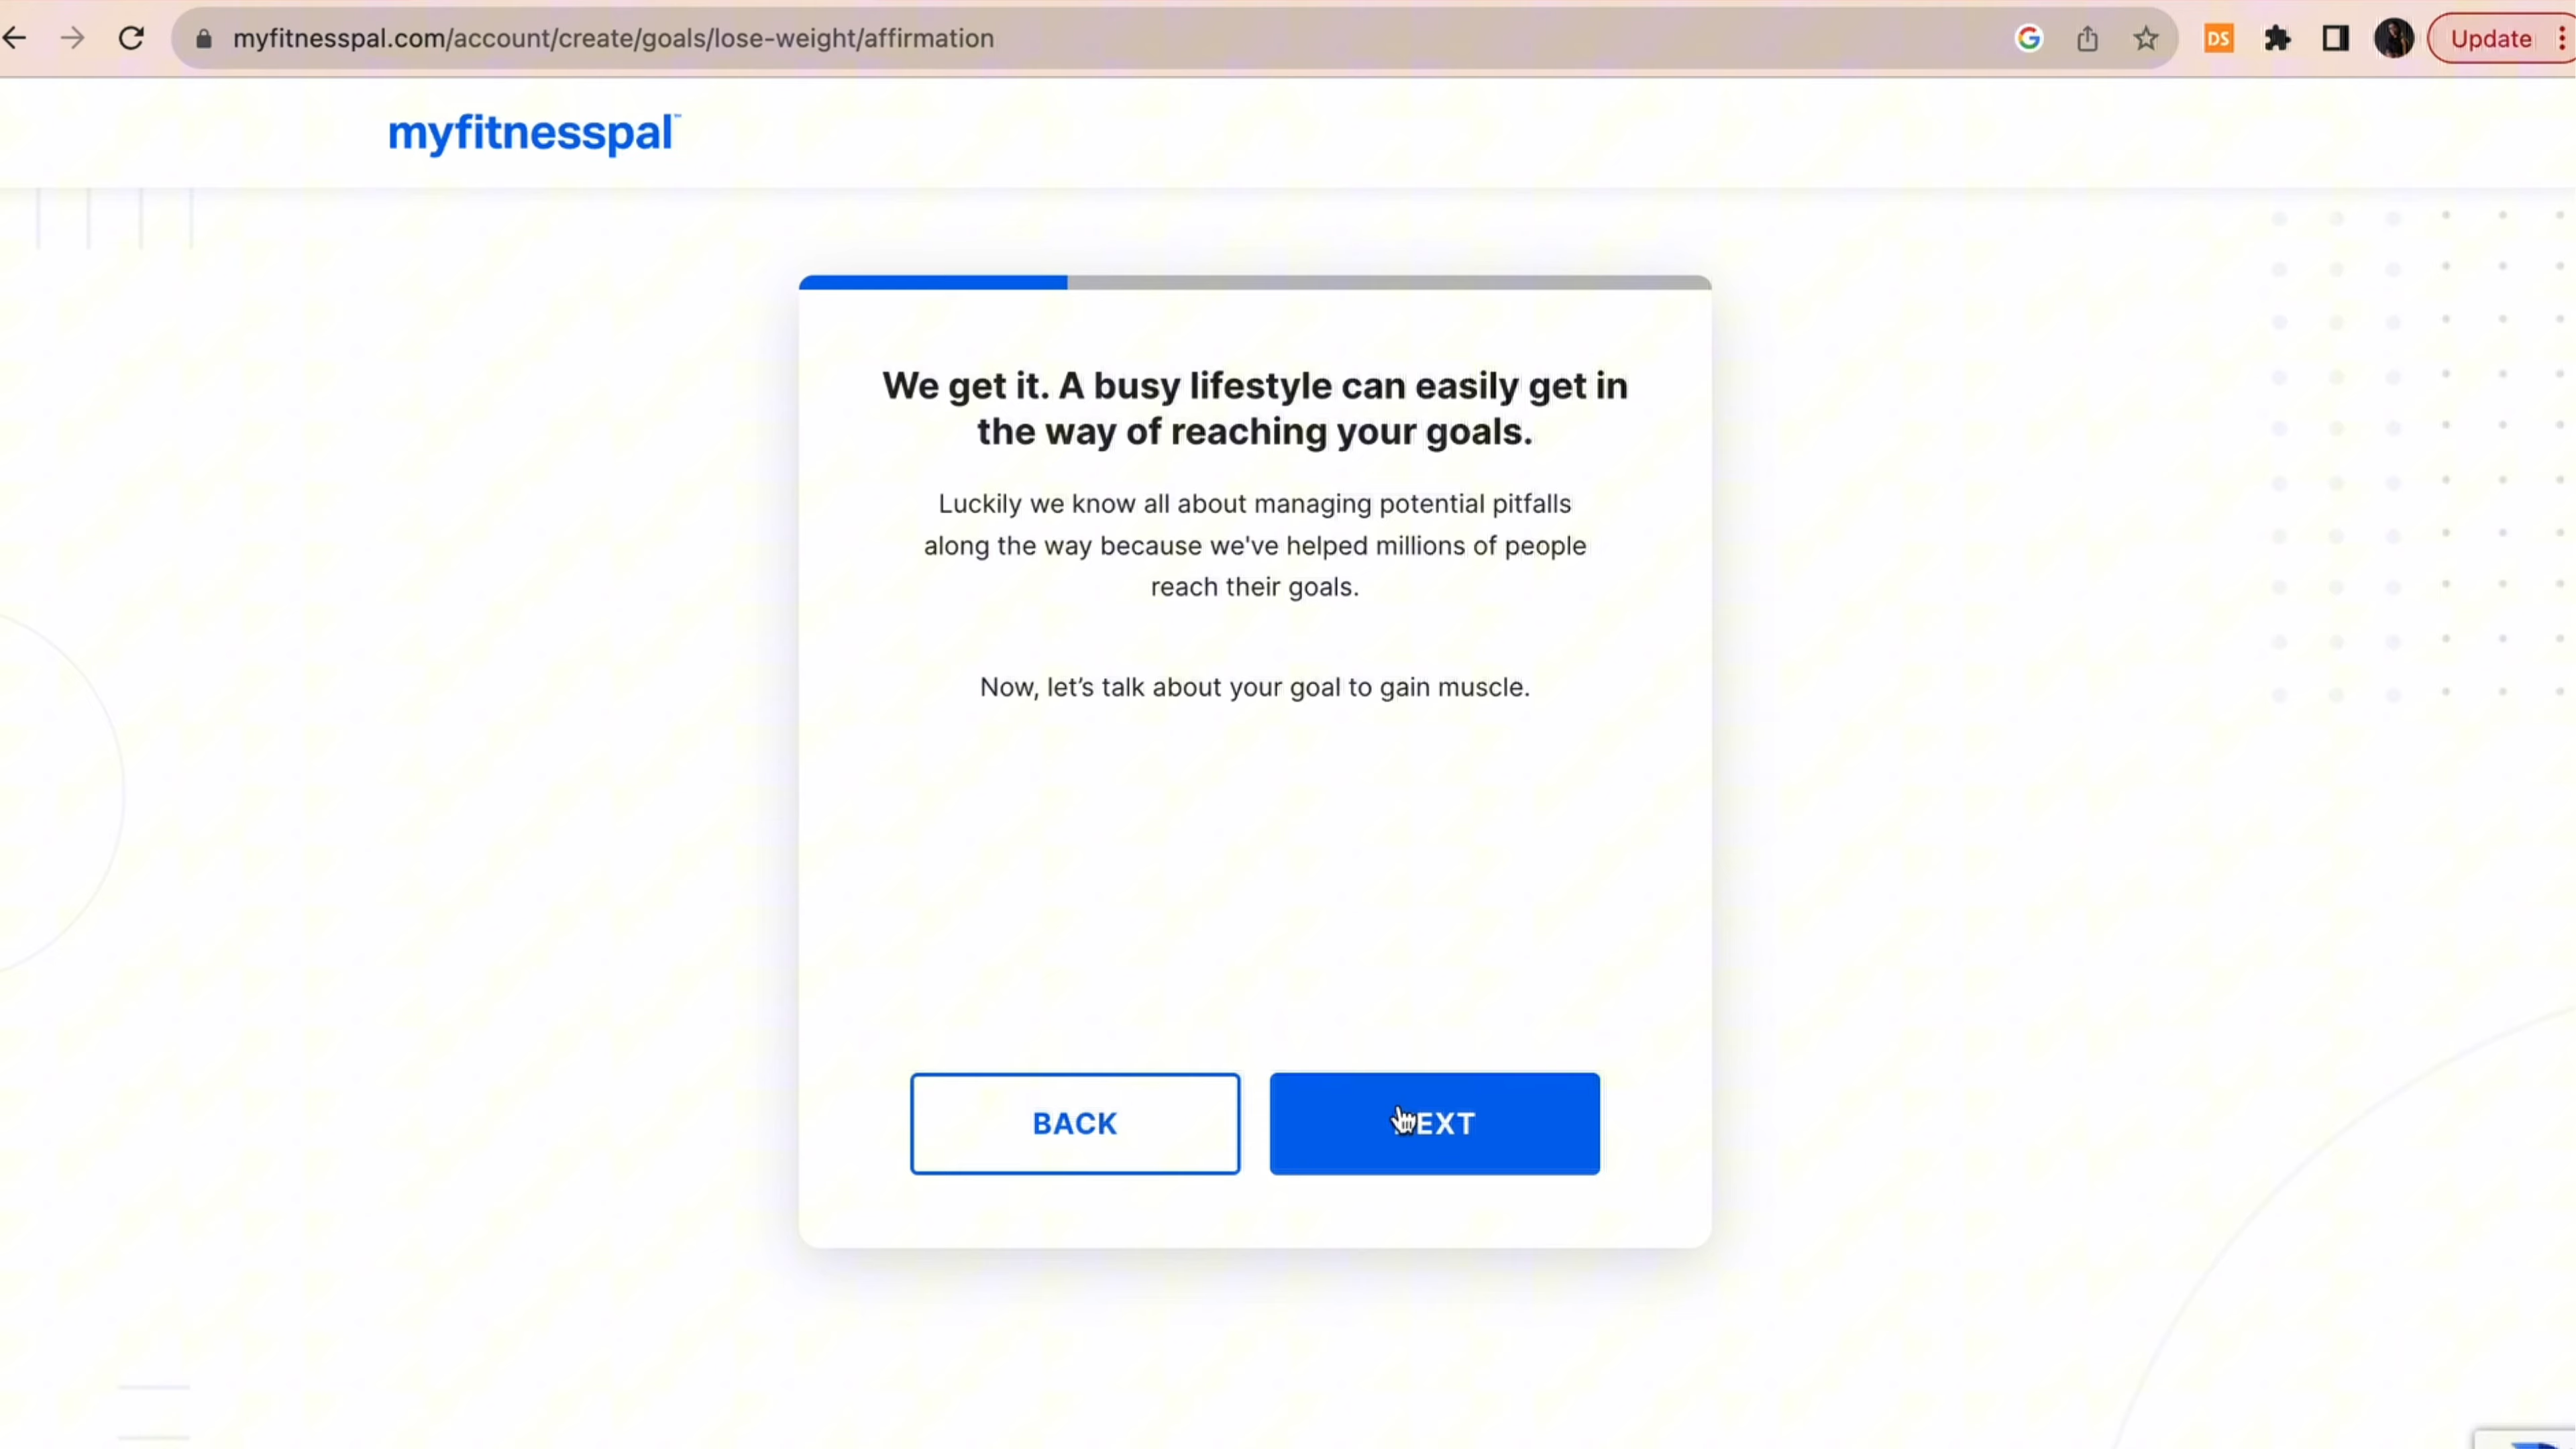 myfitnesspal.com/account/create/goals/lose-weight/affirmation
DS
Update
myfitnesspal™
We get it. A busy lifestyle can easily get in
the way of reaching your goals.
Luckily we know all about managing potential pitfalls
along the way because we've helped millions of people
reach their goals.
Now, let’s talk about your goal to gain muscle.
BACK
EXT